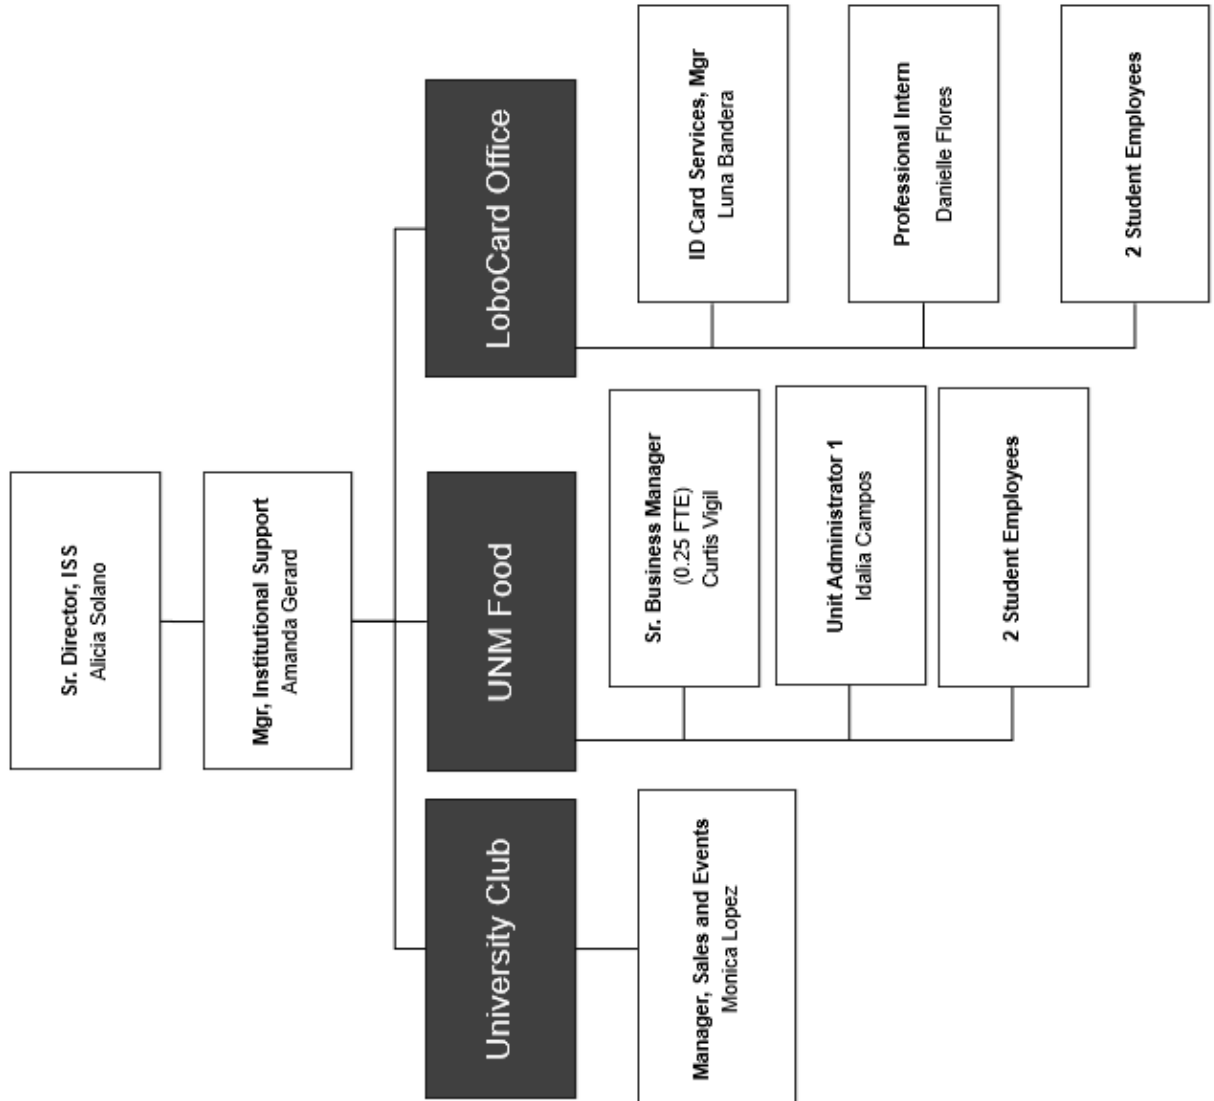 Sr. Director, ISS
Alicia Solano
Mgr, Institutional Support
Amanda Gerard
University Club
Manager, Sales and Events
Monica Lopez
UNM Food
Sr. Business Manager
(0.25 FTE)
Curtis Vigil
Unit Administrator 1
Idalia Campos
2 Student Employees
LoboCard Office
ID Card Services, Mgr
Luna Bandera
Professional Intern
Danielle Flores
2 Student Employees